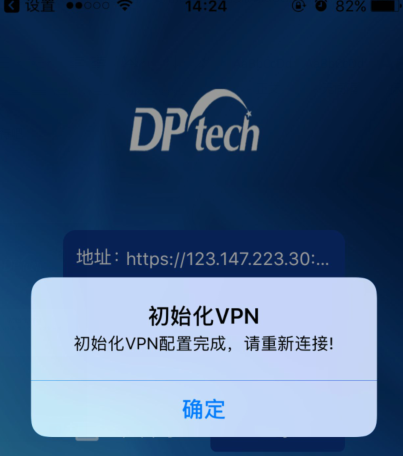 设置 14:24 82%
DPtech
地址：https://123.147.223.30:...
初始化VPN
初始化VPN配置完成，请重新连接!
确定